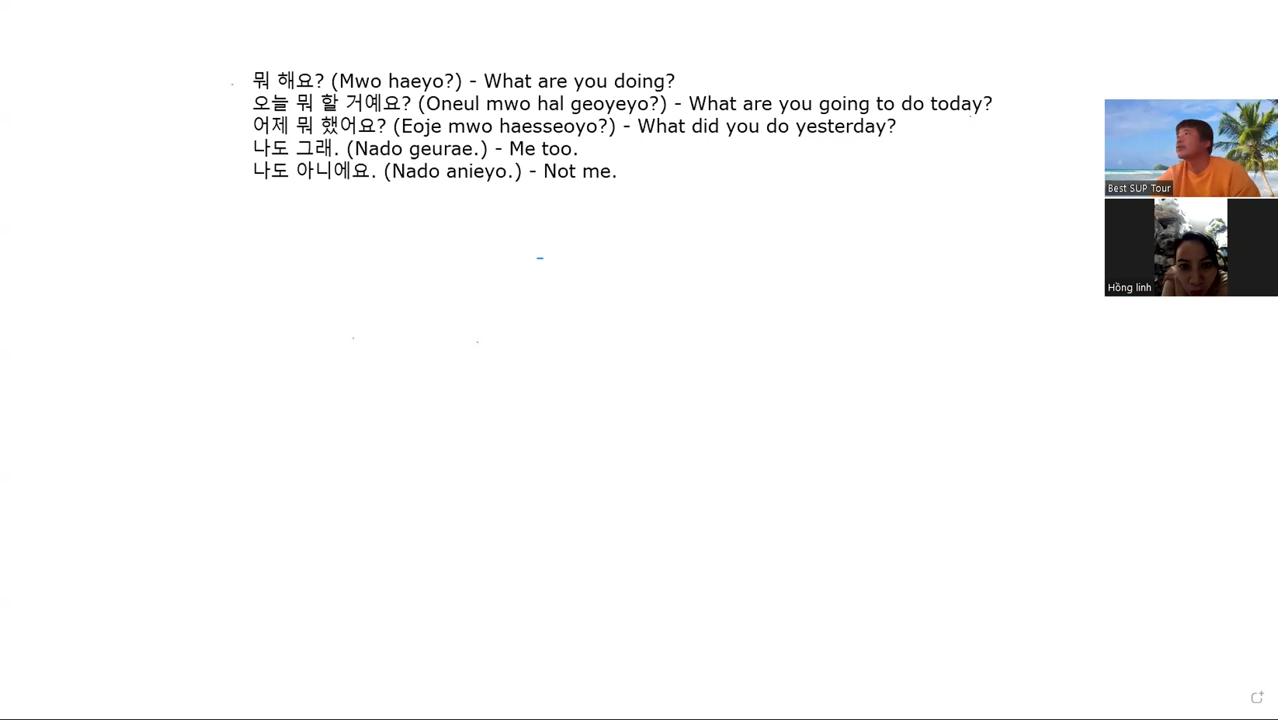 뭐 해요? (Mwo haeyo?) - What are you doing?
오늘 뭐 할 거예요? (Oneul mwo hal geoyeyo?) - What are you going to do today?
어제 뭐 했어요? (Eoje mwo haesseoyo?) - What did you do yesterday?
나도 그래. (Nado geurae.) - Me too.
나도 아니에요. (Nado anieyo.) - Not me.
Best SUP Tour
Hồng linh